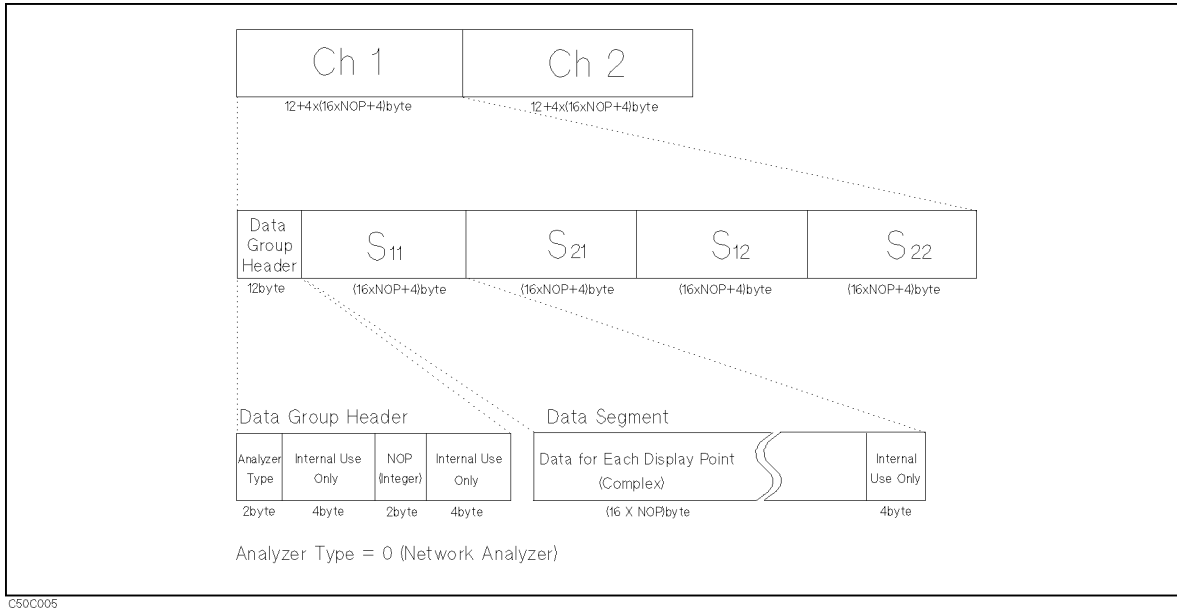 Ch 1 Ch 2
12+4x(16xNOP+4)byte 12+4x(16xNOP+4)byte
Data
Group
Header
S11 S21 S12 S22
12byte (16xNOP+4)byte (16xNOP+4)byte (16xNOP+4)byte (16xNOP+4)byte
Data Group Header Data Segment
Analyzer
Type
Internal Use
Only
NOP
(Integer)
Internal Use
Only
Data for Each Display Point
(Complex)
Internal
Use Only
2byte 4byte 2byte 4byte (16 X NOP)byte 4byte
Analyzer Type = 0 (Network Analyzer)
C50C005